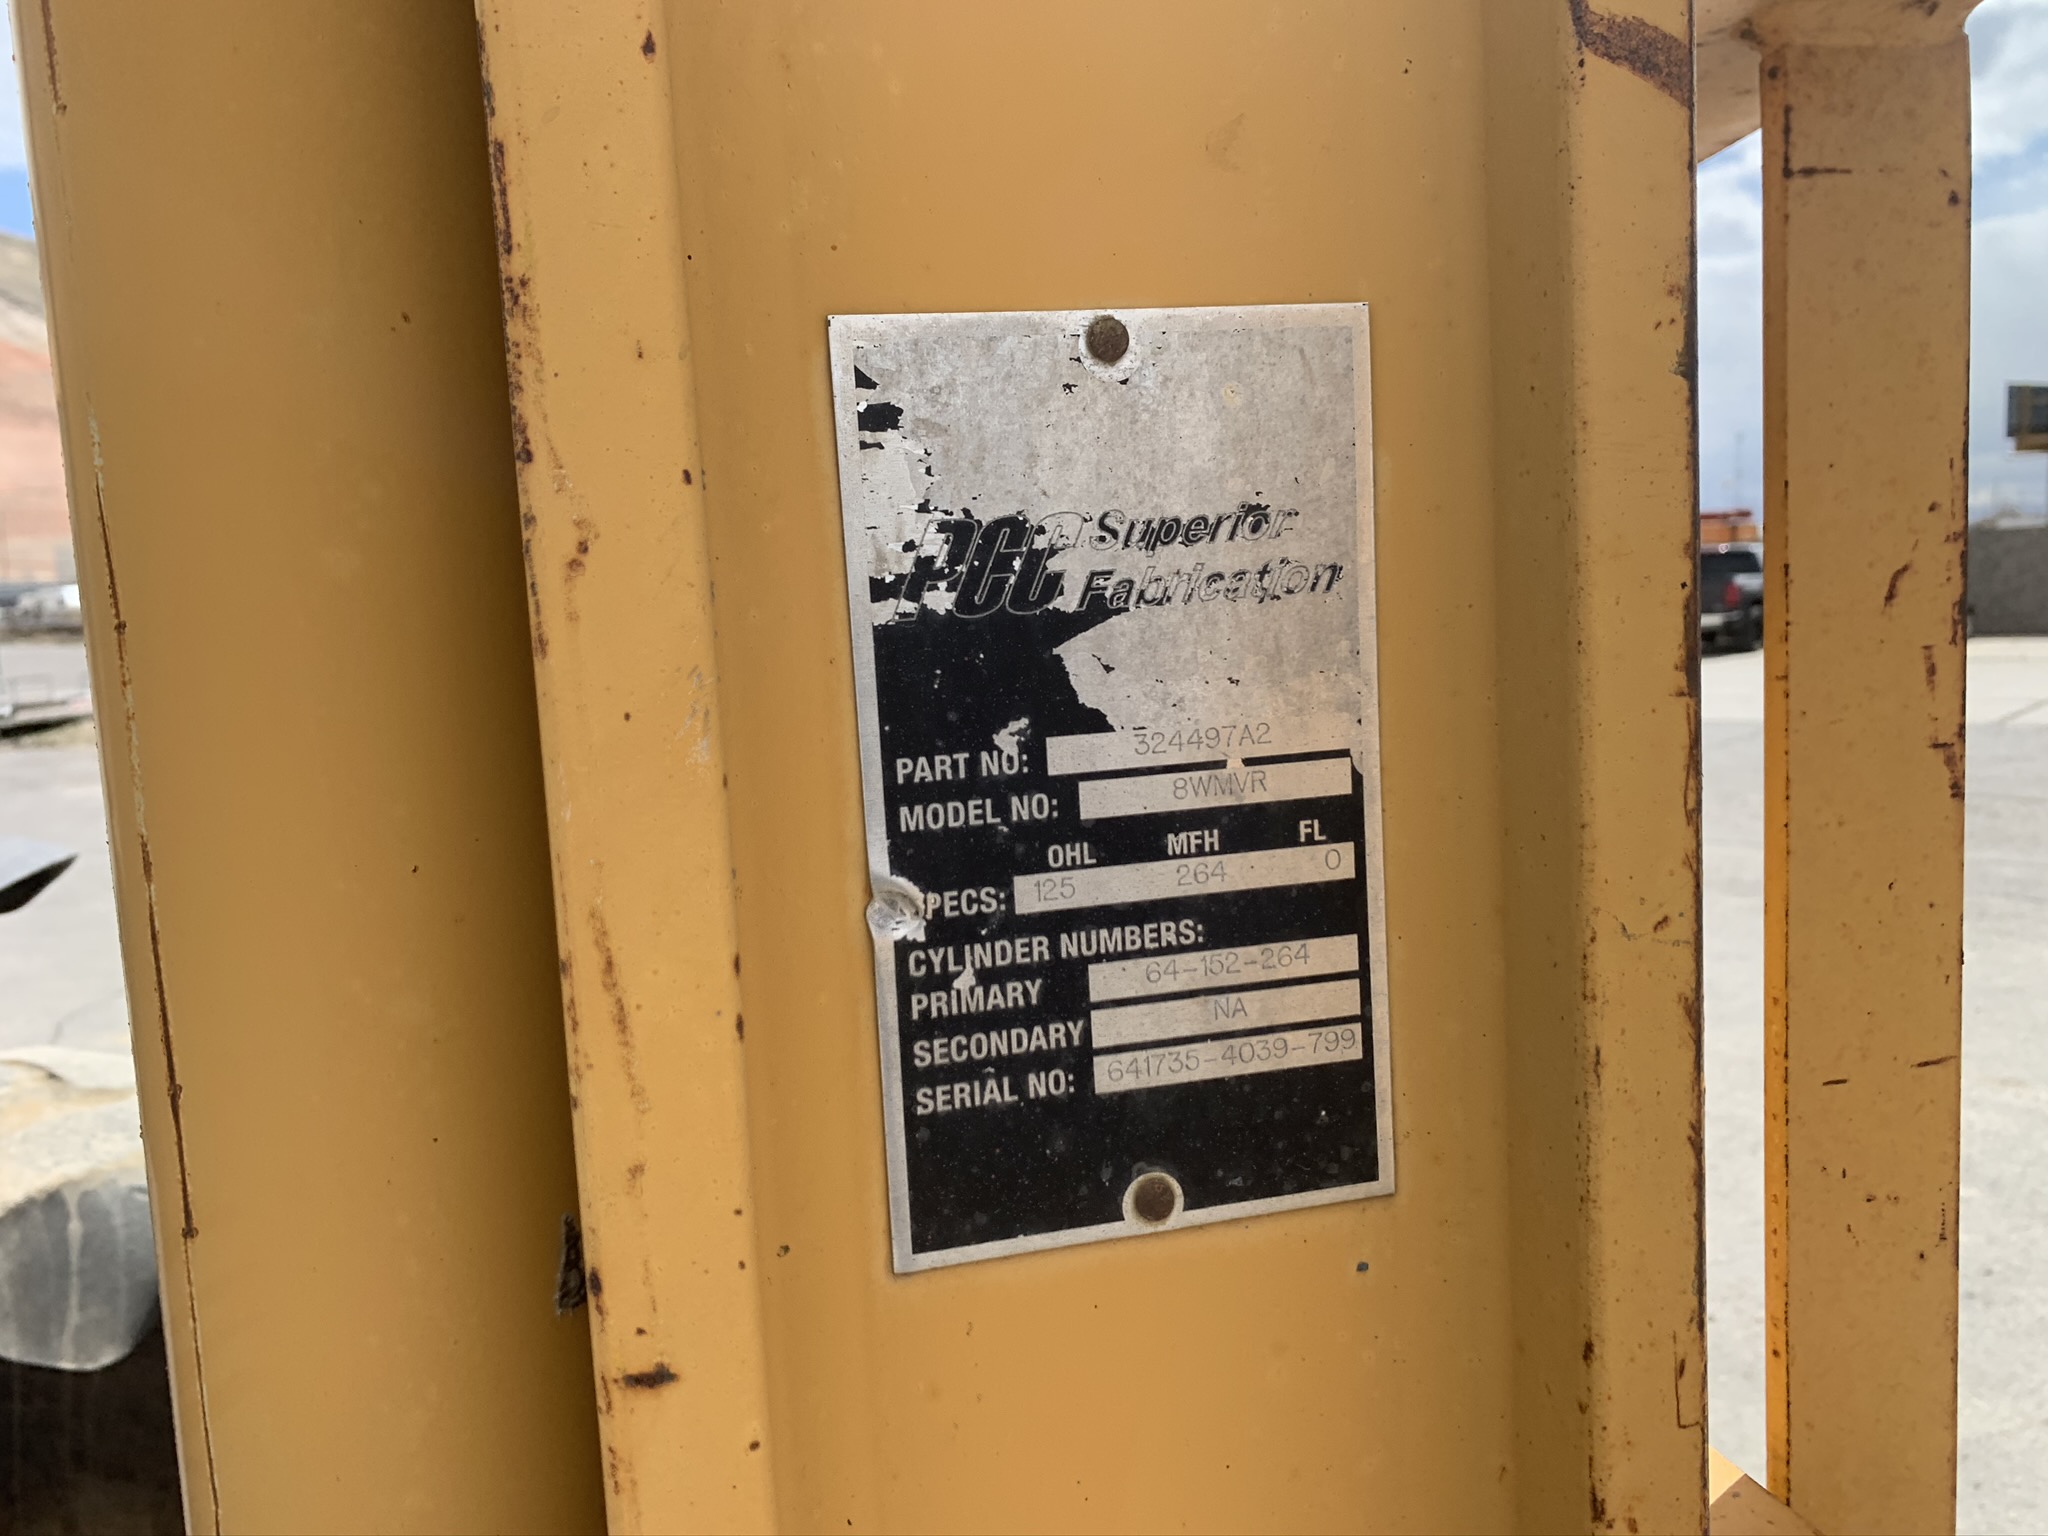 PCC Superior
Fabrication
PART NO: 324497A2
MODEL NO: 8WMVR
OHL MFH FL
SPECS: 125 264 0
CYLINDER NUMBERS:
PRIMARY 64-152-264
SECONDARY NA
SERIAL NO: 641735-4039-799